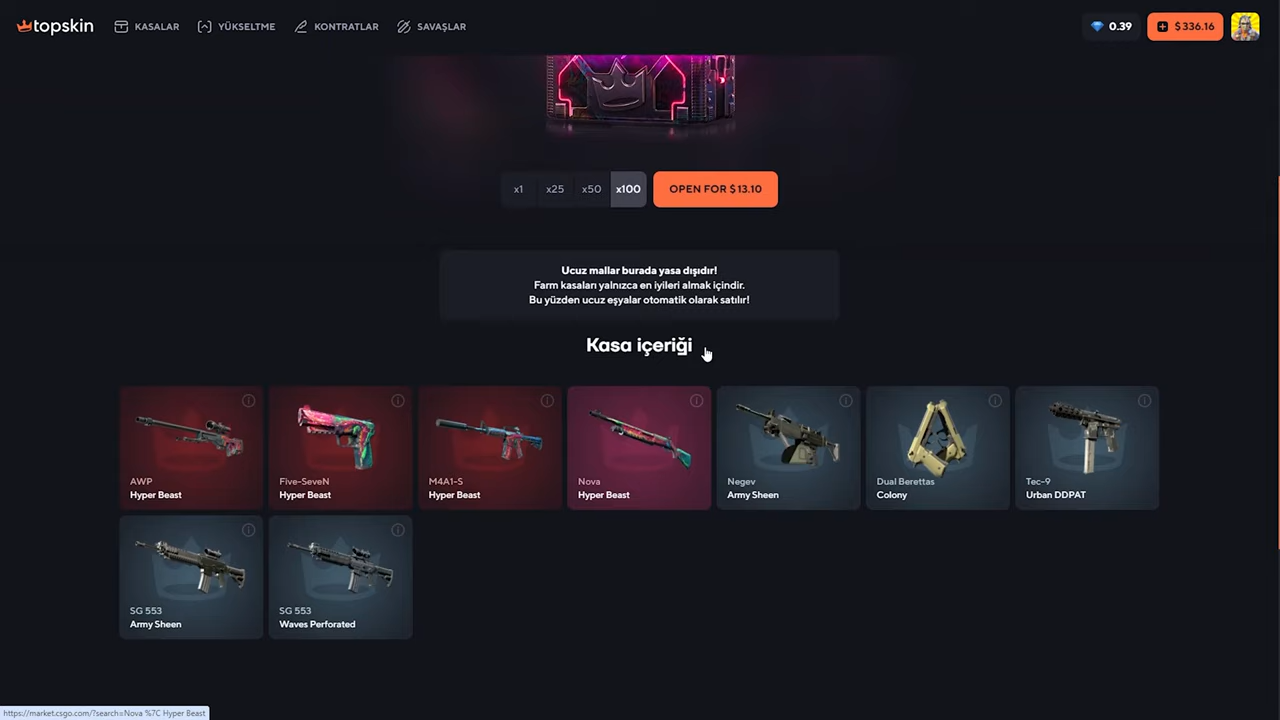 topskin KASALAR YÜKSELTME KONTRATLAR SAVAŞLAR 0.39 $336.16
x1 x25 x50 x100 OPEN FOR $13.10
Ucuz mallar burada yasa dışıdır!
Farm kasaları yalnızca en iyileri almak içindir.
Bu yüzden ucuz eşyalar otomatik olarak satılır!
Kasa içeriği
AWP
Hyper Beast
Five-SeveN
Hyper Beast
M4A1-S
Hyper Beast
Nova
Hyper Beast
Negev
Army Sheen
Dual Berettas
Colony
Tec-9
Urban DDPAT
SG 553
Army Sheen
SG 553
Waves Perforated
https://market.csgo.com/?search=Nova %7C Hyper Beast